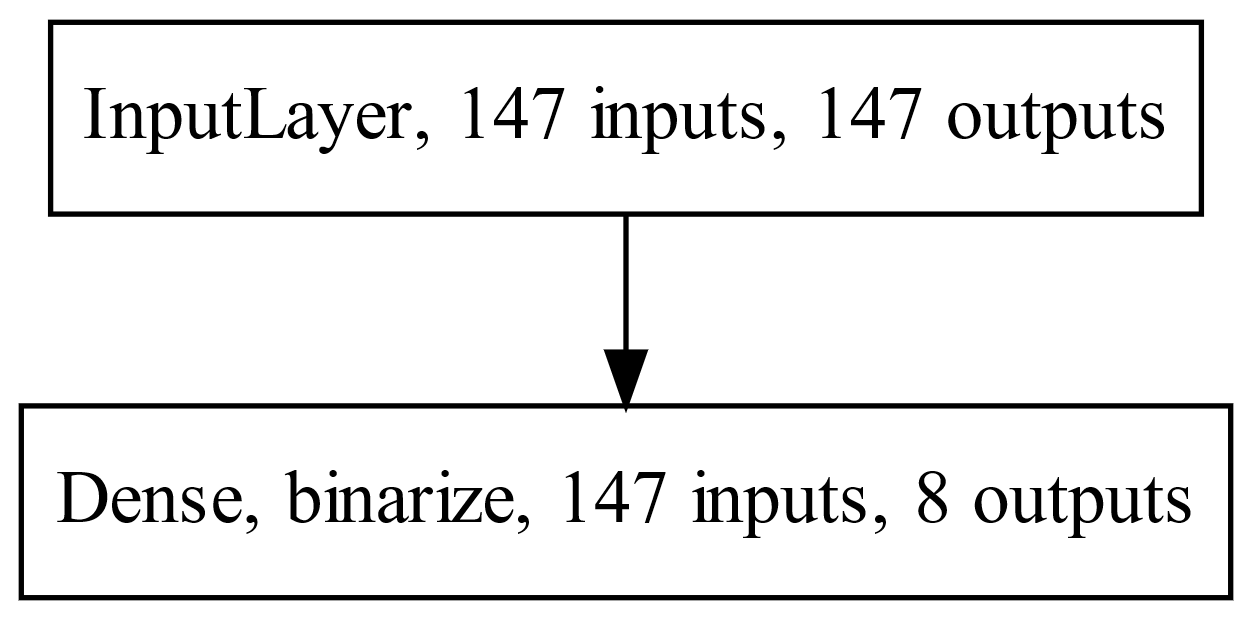 InputLayer, 147 inputs, 147 outputs
Dense, binarize, 147 inputs, 8 outputs